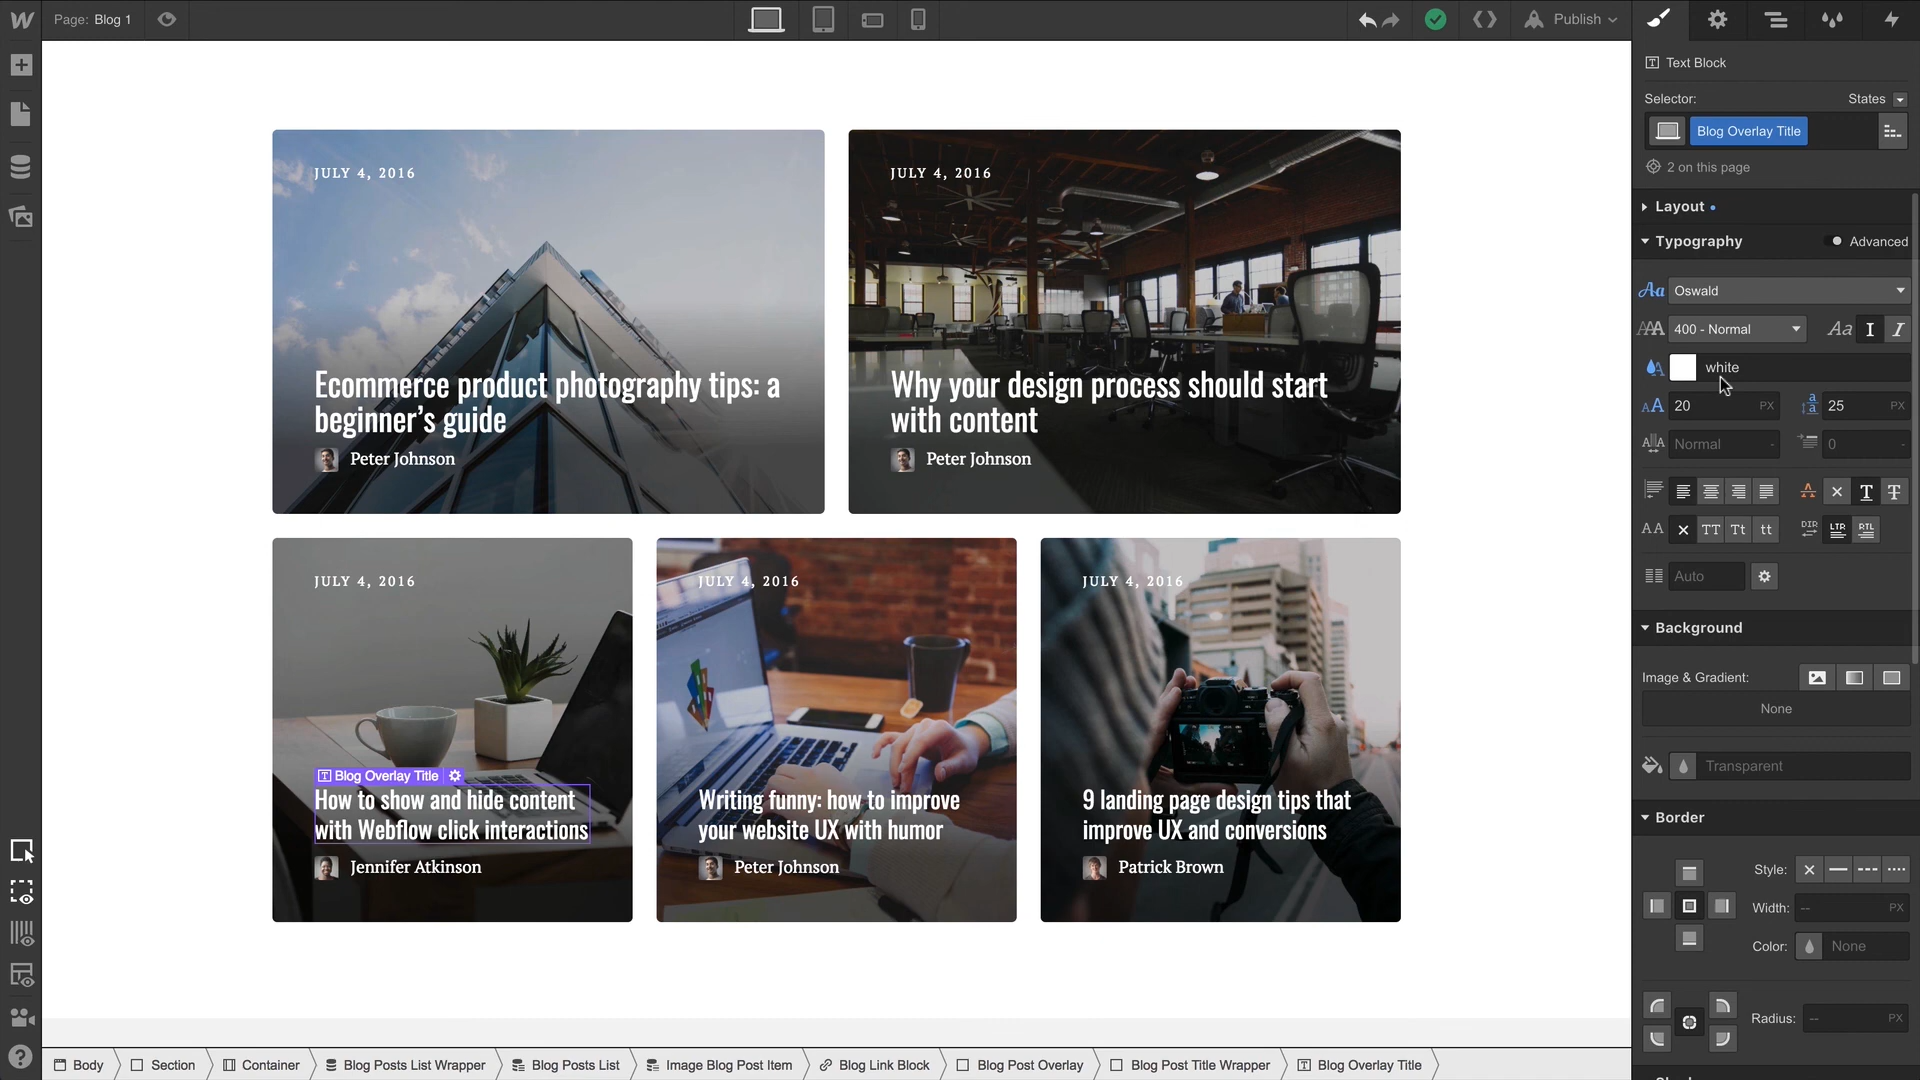 Page: Blog 1
Publish
Text Block
Selector:
States
Blog Overlay Title
2 on this page
Layout
Typography
Advanced
Oswald
400 - Normal
white
20 PX
25 PX
Normal -
0 -
Auto
Background
Image & Gradient:
None
Transparent
Border
Style:
Width: -- PX
Color: None
Radius: -- PX
JULY 4, 2016
Ecommerce product photography tips: a
beginner’s guide
Peter Johnson
JULY 4, 2016
Why your design process should start
with content
Peter Johnson
JULY 4, 2016
Blog Overlay Title
How to show and hide content
with Webflow click interactions
Jennifer Atkinson
JULY 4, 2016
Writing funny: how to improve
your website UX with humor
Peter Johnson
JULY 4, 2016
9 landing page design tips that
improve UX and conversions
Patrick Brown
Body
Section
Container
Blog Posts List Wrapper
Blog Posts List
Image Blog Post Item
Blog Link Block
Blog Post Overlay
Blog Post Title Wrapper
Blog Overlay Title